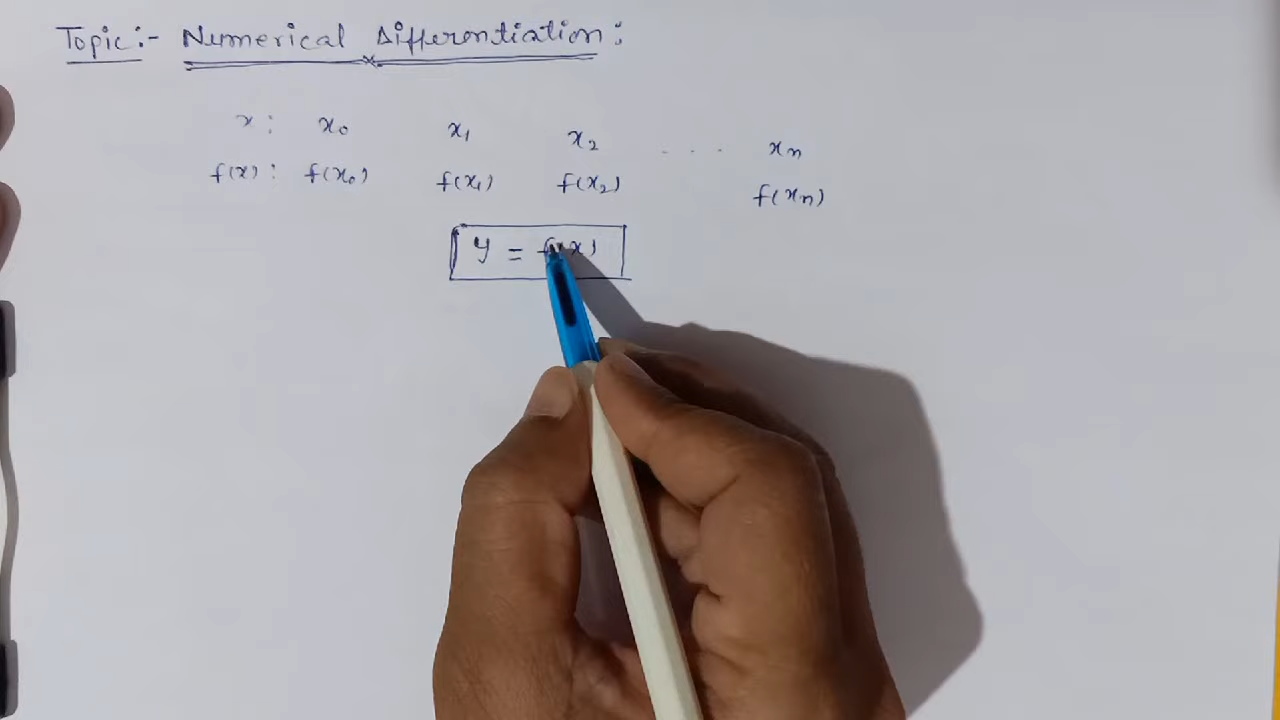 Topic:- Numerical Differentiation:
x: x₀ x₁ x₂ . . . . xₙ
f(x): f(x₀) f(x₁) f(x₂) f(xₙ)
y = f(x)